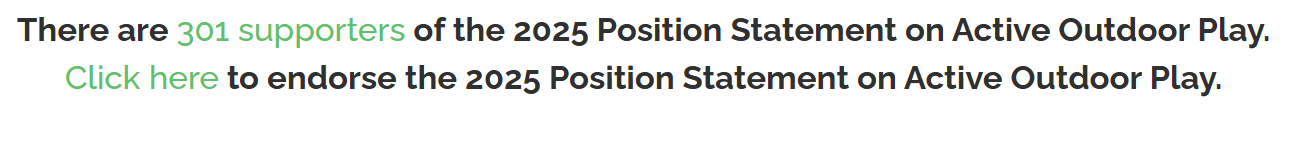 There are 301 supporters of the 2025 Position Statement on Active Outdoor Play.
Click here to endorse the 2025 Position Statement on Active Outdoor Play.